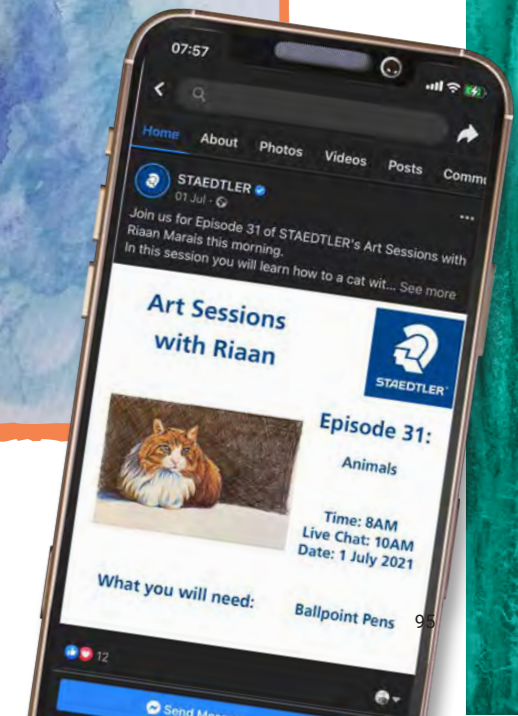 07:57
Home About Photos Videos Posts
STAEDTLER
01 Jul
Join us for Episode 31 of STAEDTLER's Art Sessions with
Riaan Marais this morning.
In this session you will learn how to a cat wit... See more
Art Sessions
with Riaan
STAEDTLER
Episode 31:
Animals
Time: 8AM
Live Chat: 10AM
Date: 1 July 2021
What you will need:
Ballpoint Pens
95
12
Send